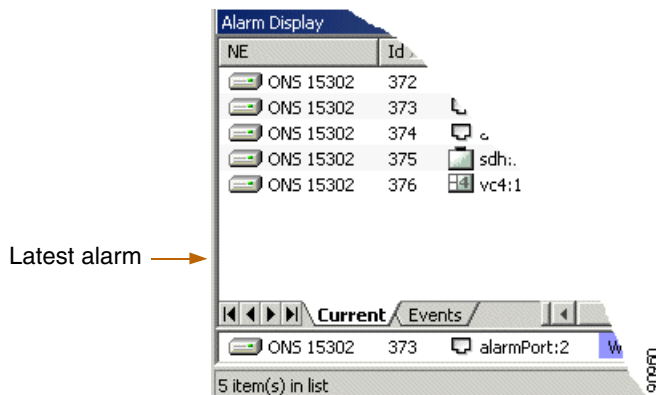 Alarm Display
NE Id
ONS 15302 372
ONS 15302 373
ONS 15302 374
ONS 15302 375 sdh:.
ONS 15302 376 vc4:1
Latest alarm
Current Events
ONS 15302 373 alarmPort:2 W
5 item(s) in list
90960